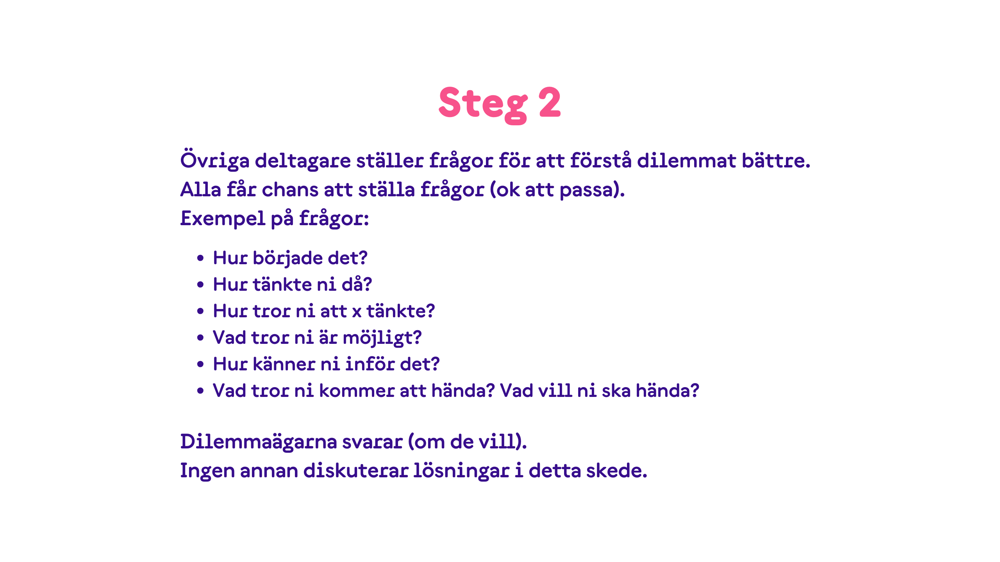 Steg 2
Övriga deltagare ställer frågor för att förstå dilemmat bättre.
Alla får chans att ställa frågor (ok att passa).
Exempel på frågor:
• Hur började det?
• Hur tänkte ni då?
• Hur tror ni att x tänkte?
• Vad tror ni är möjligt?
• Hur känner ni inför det?
• Vad tror ni kommer att hända? Vad vill ni ska hända?
Dilemmaägarna svarar (om de vill).
Ingen annan diskuterar lösningar i detta skede.